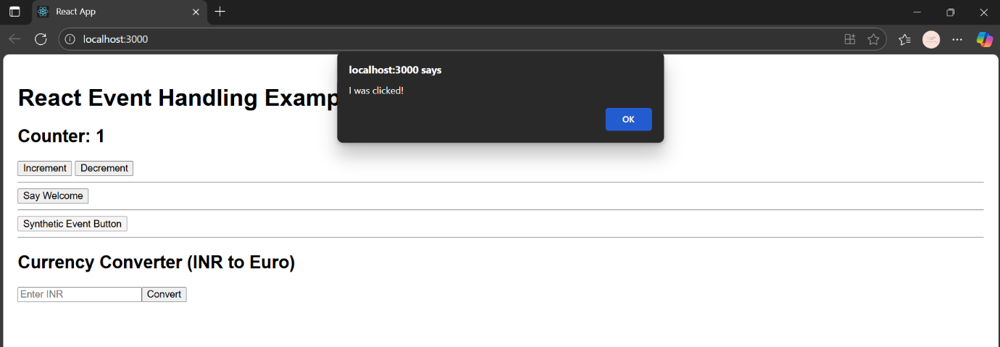 React App
localhost:3000
localhost:3000 says
I was clicked!
OK
React Event Handling Examp
Counter: 1
Increment Decrement
Say Welcome
Synthetic Event Button
Currency Converter (INR to Euro)
Enter INR Convert